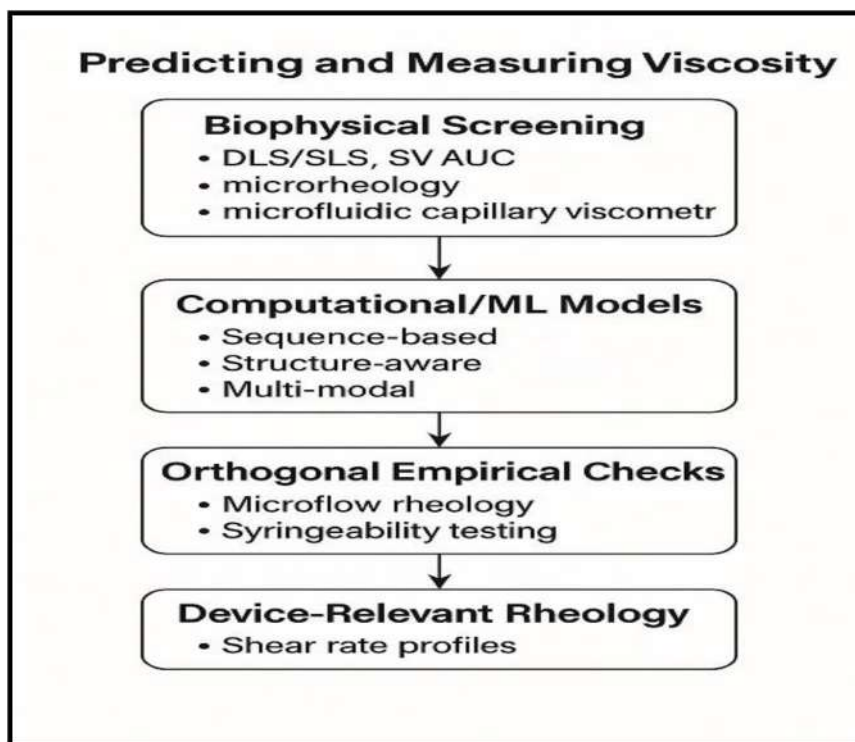 Predicting and Measuring Viscosity
Biophysical Screening
• DLS/SLS, SV AUC
• microrheology
• microfluidic capillary viscometr
Computational/ML Models
• Sequence-based
• Structure-aware
• Multi-modal
Orthogonal Empirical Checks
• Microflow rheology
• Syringeability testing
Device-Relevant Rheology
• Shear rate profiles